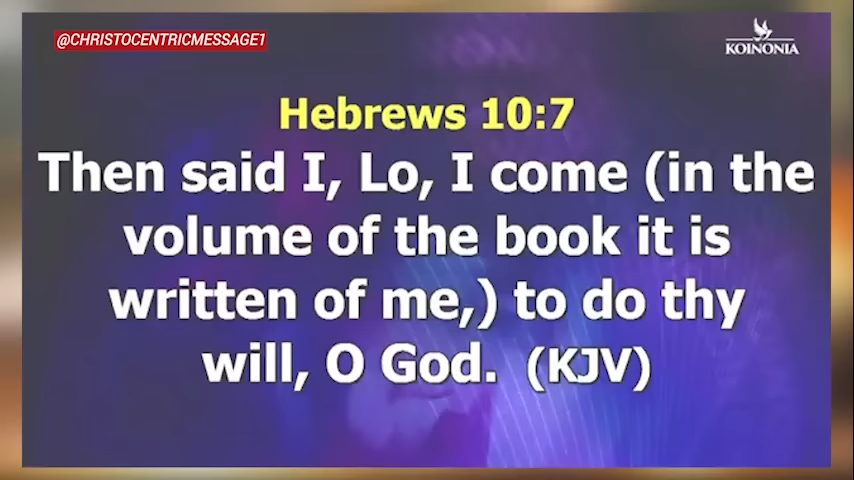 @CHRISTOCENTRICMESSAGE1
KOINONIA
Hebrews 10:7
Then said I, Lo, I come (in the
volume of the book it is
written of me,) to do thy
will, O God. (KJV)